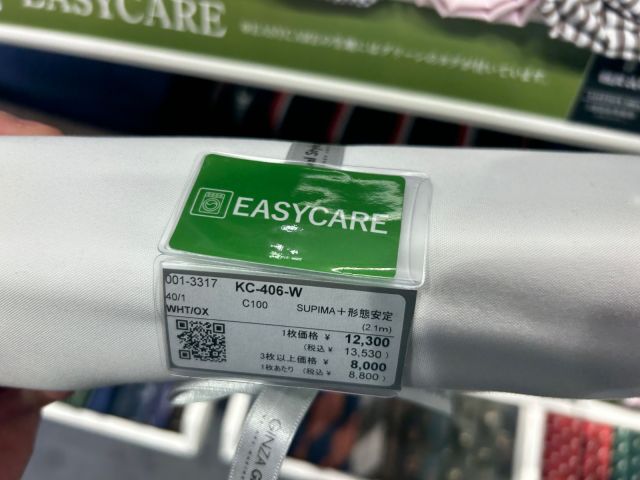 EASYCARE
EASYCARE
001-3317 KC-406-W
40/1 C100 SUPIMA+形態安定
WHT/OX (2.1m)
1枚価格 ¥ 12,300
(税込 ¥ 13,530)
3枚以上価格 ¥ 8,000
1枚あたり (税込 ¥ 8,800)
GINZA